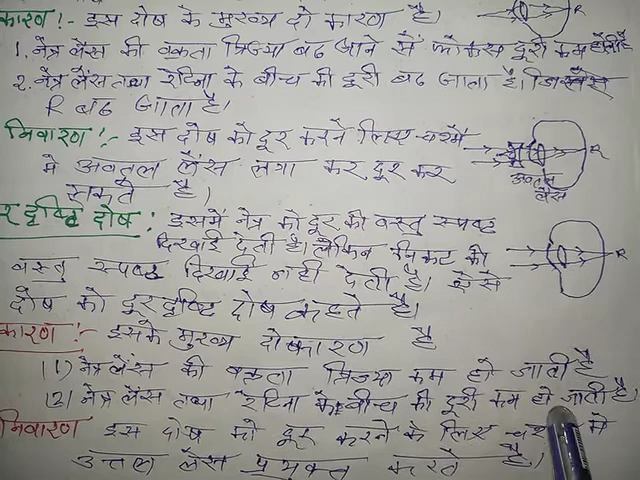 कारण :- इस दोष के मुख्य दो कारण है।
1. नेत्र लेंस की वक्रता त्रिज्या बढ जाने से फोकस दूरी कम होती है
2. नेत्र लेंस तथा रेटिना के बीच की दूरी बढ जाता है। जिससे
R बढ जाता है।
निवारण :- इस दोष को दूर करने लिए चश्में
R
में अवतल लेंस लगा कर दूर कर
अवतल
लेंस
सकते है।
दृष्टि दोष : इसमें नेत्र को दूर की वस्तु स्पष्ट
दिखाई देती है। लेकिन निकट की
R
वस्तु स्पष्ट दिखाई नही देती है। इसे
दोष को दूर दृष्टि दोष कहते है।
कारण :- इसके मुख्य दो कारण है
(1) नेत्र लेंस की वक्रता त्रिज्या कम हो जाती है
(2) नेत्र लेंस तथा रेटिना के बीच की दूरी कम हो जाती है।
निवारण इस दोष को दूर करने के लिए में
उत्तल लेंस प्रयुक्त करते है।